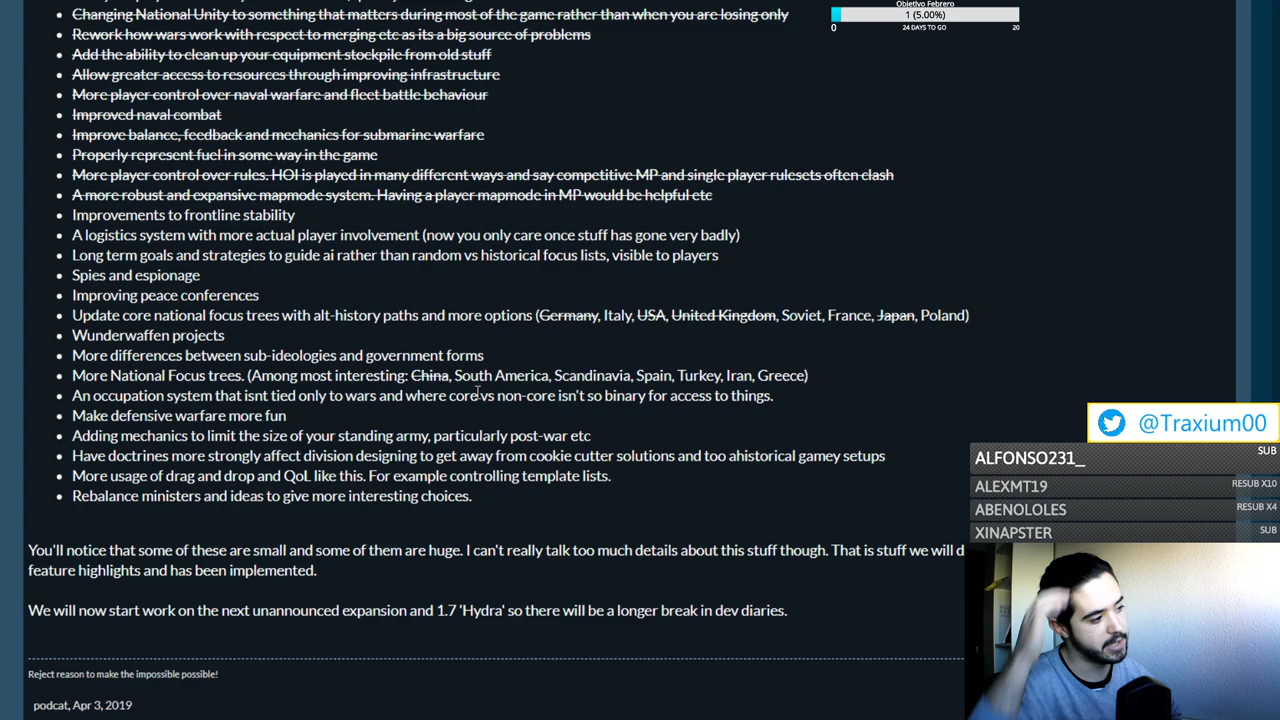 Changing National Unity to something that matters during most of the game rather than when you are losing only
Rework how wars work with respect to merging etc as its a big source of problems
Add the ability to clean up your equipment stockpile from old stuff
Allow greater access to resources through improving infrastructure
More player control over naval warfare and fleet battle behaviour
Improved naval combat
Improve balance, feedback and mechanics for submarine warfare
Properly represent fuel in some way in the game
More player control over rules. HOI is played in many different ways and say competitive MP and single player rulesets often clash
A more robust and expansive mapmode system. Having a player mapmode in MP would be helpful etc
Improvements to frontline stability
A logistics system with more actual player involvement (now you only care once stuff has gone very badly)
Long term goals and strategies to guide ai rather than random vs historical focus lists, visible to players
Spies and espionage
Improving peace conferences
Update core national focus trees with alt-history paths and more options (Germany, Italy, USA, United Kingdom, Soviet, France, Japan, Poland)
Wunderwaffen projects
More differences between sub-ideologies and government forms
More National Focus trees. (Among most interesting: China, South America, Scandinavia, Spain, Turkey, Iran, Greece)
An occupation system that isnt tied only to wars and where core vs non-core isn't so binary for access to things.
Make defensive warfare more fun
Adding mechanics to limit the size of your standing army, particularly post-war etc
Have doctrines more strongly affect division designing to get away from cookie cutter solutions and too ahistorical gamey setups
More usage of drag and drop and QoL like this. For example controlling template lists.
Rebalance ministers and ideas to give more interesting choices.
You'll notice that some of these are small and some of them are huge. I can't really talk too much details about this stuff though. That is stuff we will d
feature highlights and has been implemented.
We will now start work on the next unannounced expansion and 1.7 'Hydra' so there will be a longer break in dev diaries.
Reject reason to make the impossible possible!
podcat, Apr 3, 2019
Objetivo Febrero
1 (5.00%)
0 24 DAYS TO GO 20
@Traxium00
ALFONSO231_ SUB
ALEXMT19 RESUB X10
ABENOLOLES RESUB X4
XINAPSTER SUB